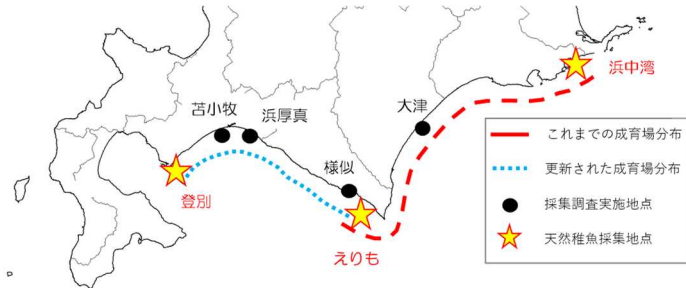 浜中湾
大津
苫小牧
浜厚真
様似
登別
えりも
これまでの成育場分布
更新された成育場分布
採集調査実施地点
天然稚魚採集地点